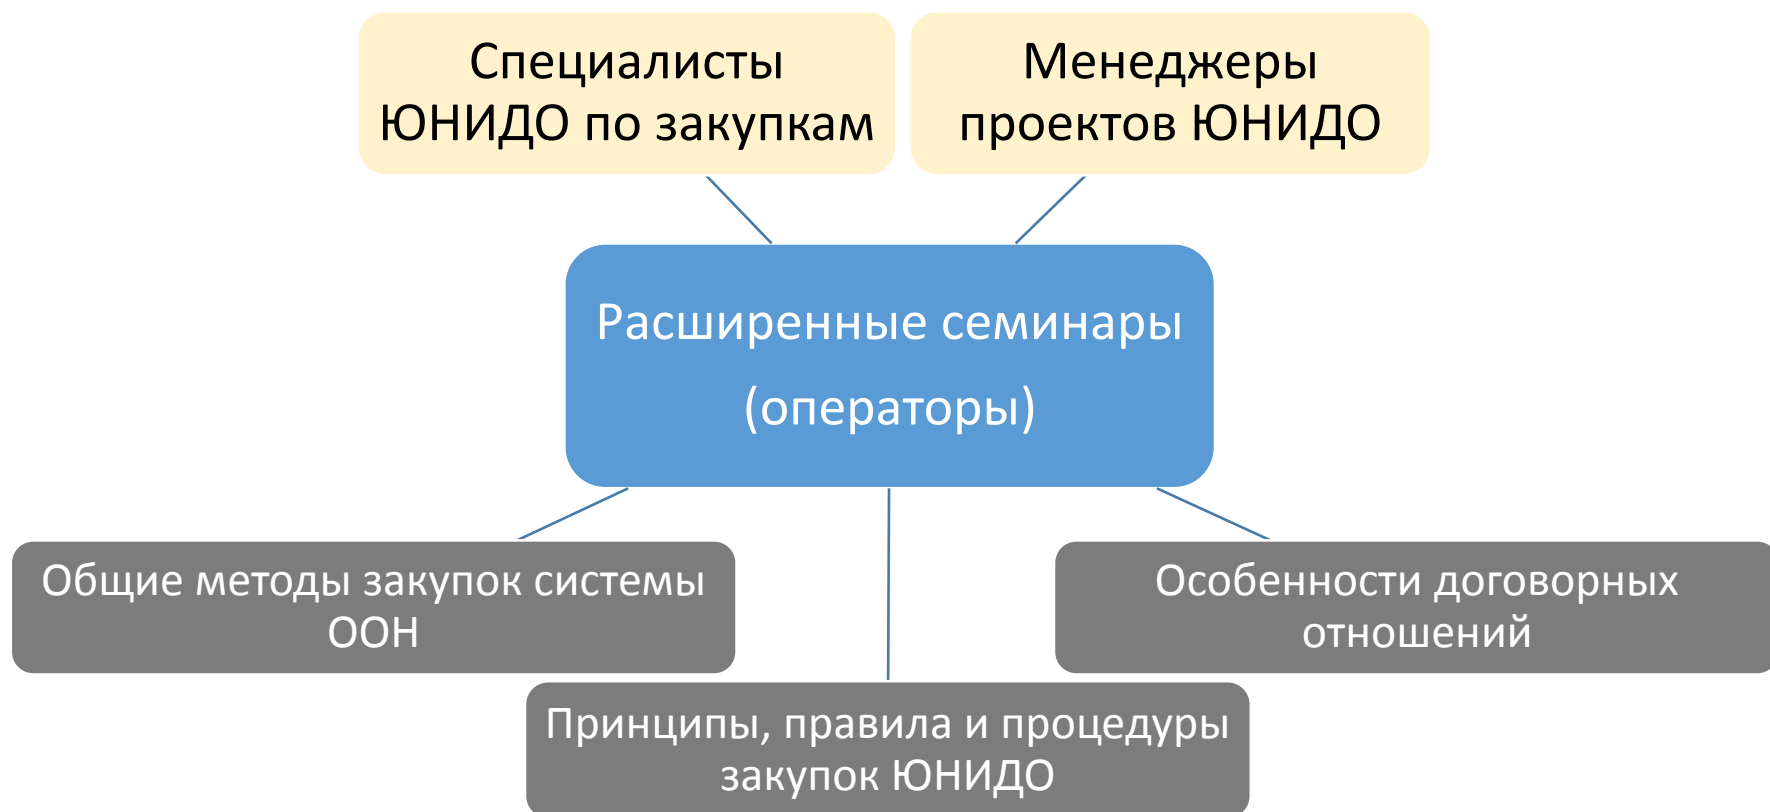 Специалисты
ЮНИДО по закупкам
Менеджеры
проектов ЮНИДО
Расширенные семинары
(операторы)
Общие методы закупок системы
ООН
Особенности договорных
отношений
Принципы, правила и процедуры
закупок ЮНИДО